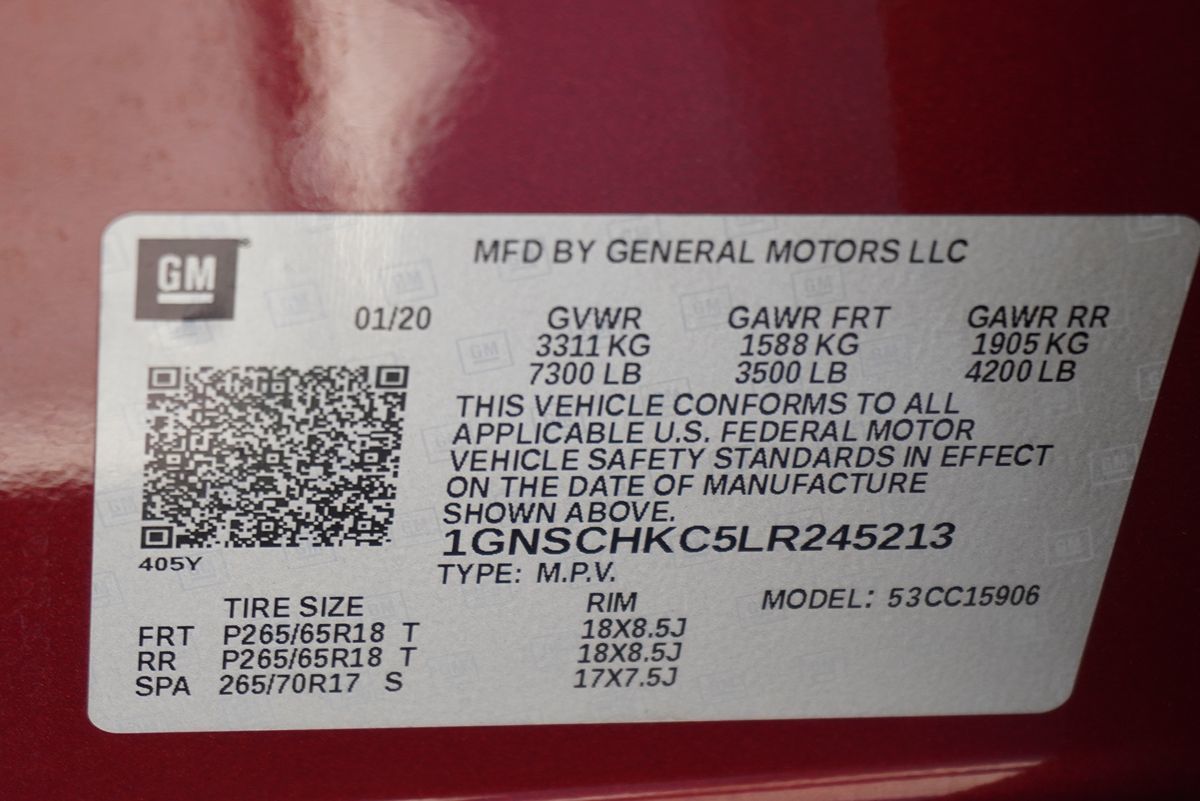 GM
MFD BY GENERAL MOTORS LLC
01/20 GVWR GAWR FRT GAWR RR
3311 KG 1588 KG 1905 KG
7300 LB 3500 LB 4200 LB
THIS VEHICLE CONFORMS TO ALL
APPLICABLE U.S. FEDERAL MOTOR
VEHICLE SAFETY STANDARDS IN EFFECT
ON THE DATE OF MANUFACTURE
SHOWN ABOVE.
1GNSCHKC5LR245213
405Y
TYPE: M.P.V.
MODEL: 53CC15906
TIRE SIZE RIM
FRT P265/65R18 T 18X8.5J
RR P265/65R18 T 18X8.5J
SPA 265/70R17 S 17X7.5J